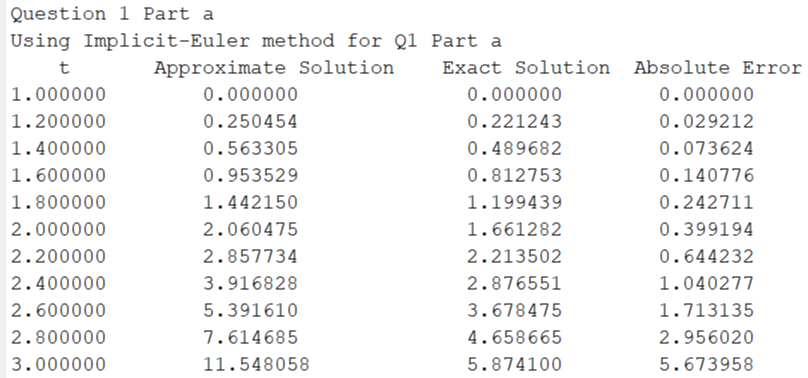 Question 1 Part a
Using Implicit-Euler method for Q1 Part a
t Approximate Solution Exact Solution Absolute Error
1.000000 0.000000 0.000000 0.000000
1.200000 0.250454 0.221243 0.029212
1.400000 0.563305 0.489682 0.073624
1.600000 0.953529 0.812753 0.140776
1.800000 1.442150 1.199439 0.242711
2.000000 2.060475 1.661282 0.399194
2.200000 2.857734 2.213502 0.644232
2.400000 3.916828 2.876551 1.040277
2.600000 5.391610 3.678475 1.713135
2.800000 7.614685 4.658665 2.956020
3.000000 11.548058 5.874100 5.673958